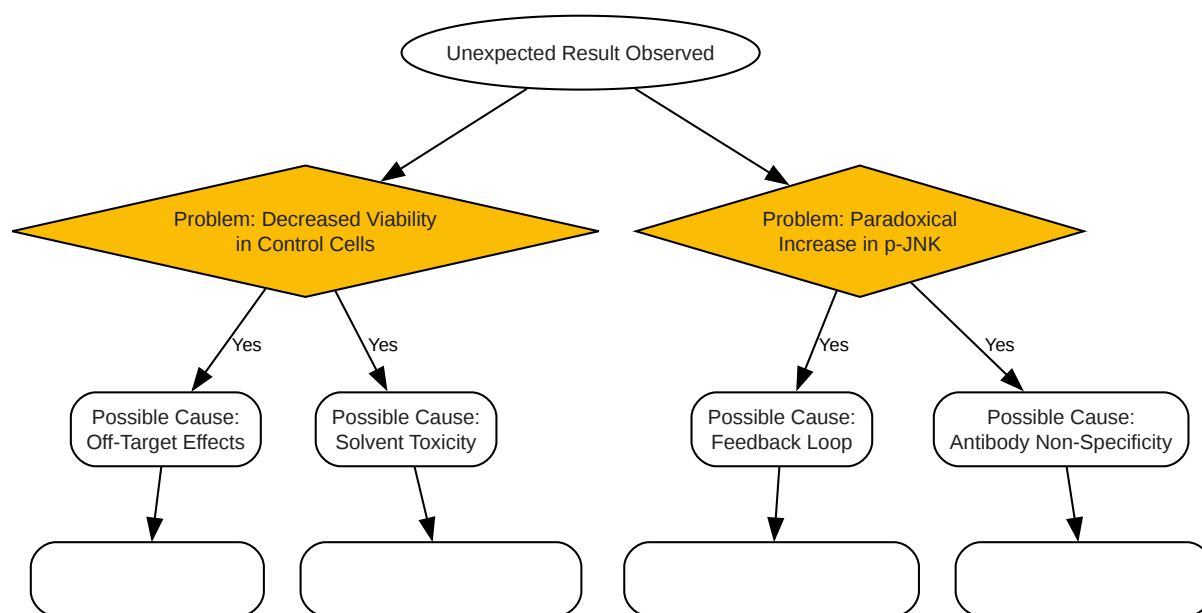 Unexpected Result Observed
Problem: Decreased Viability
in Control Cells
Problem: Paradoxical
Increase in p-JNK
Yes
Yes
Yes
Yes
Possible Cause:
Off-Target Effects
Possible Cause:
Solvent Toxicity
Possible Cause:
Feedback Loop
Possible Cause:
Antibody Non-Specificity